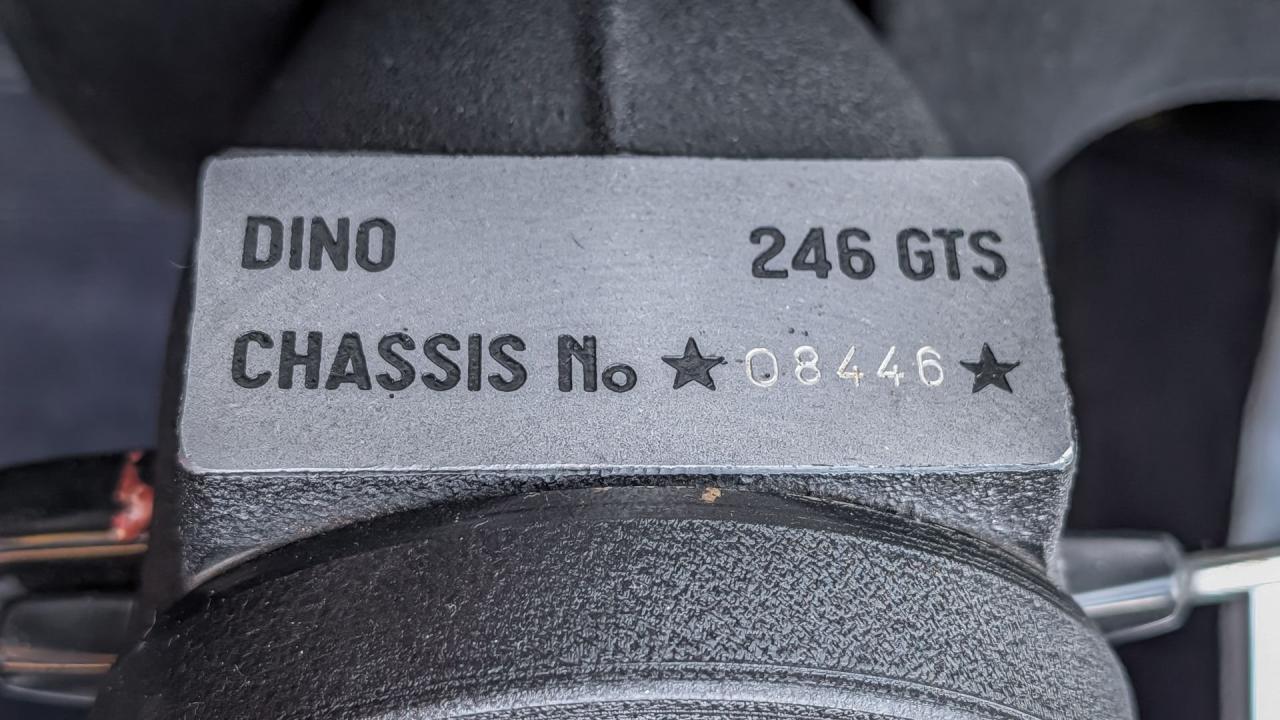 DINO 246 GTS
CHASSIS No ★ 08446 ★